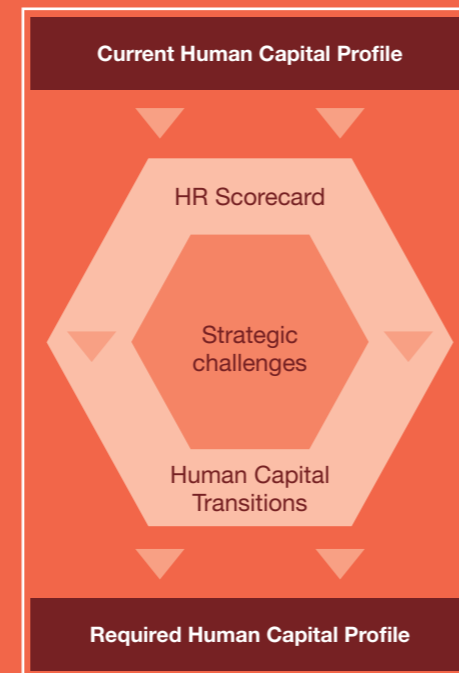 Current Human Capital Profile
HR Scorecard
Strategic
challenges
Human Capital
Transitions
Required Human Capital Profile